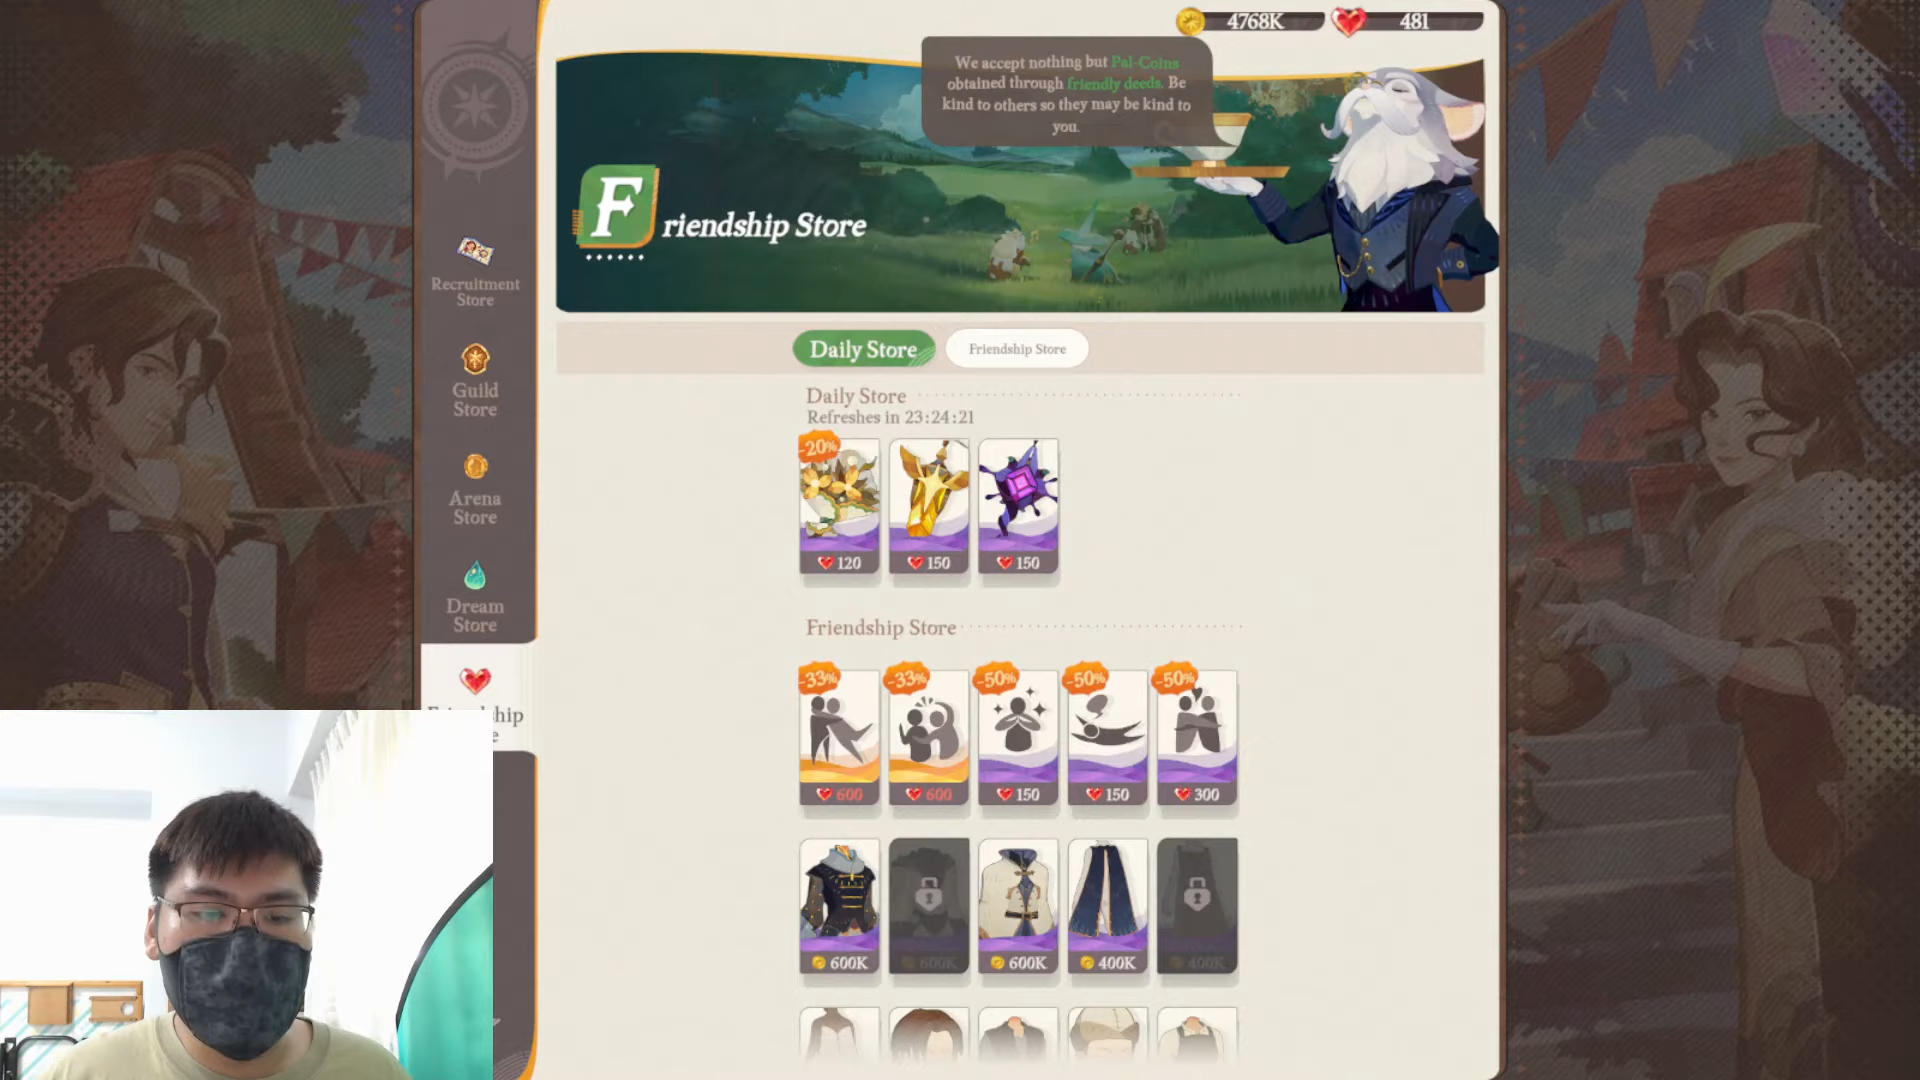 4768K
481
We accept nothing but Pal-Coins
obtained through friendly deeds. Be
kind to others so they may be kind to
you.
Friendship Store
Recruitment
Store
Guild
Store
Arena
Store
Dream
Store
Daily Store
Friendship Store
Daily Store
Refreshes in 23:24:21
-20%
120
150
150
Friendship Store
-33%
-33%
-50%
-50%
-50%
600
600
150
150
300
600K
600K
600K
400K
400K